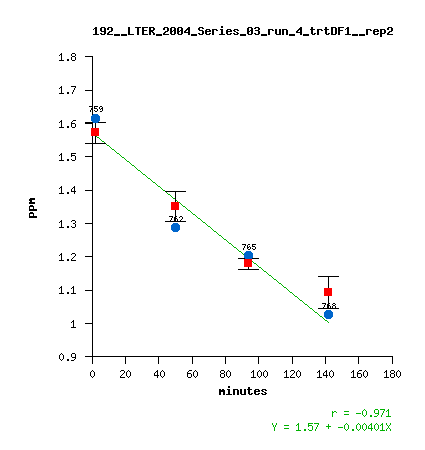 192__LTER_2004_Series_03_run_4_trtDF1__rep2
1.8
1.7
1.6
1.5
1.4
1.3
1.2
1.1
1
0.9
PPM
759
762
765
768
0 20 40 60 80 100 120 140 160 180
minutes
r = -0.971
Y = 1.57 + -0.00401X